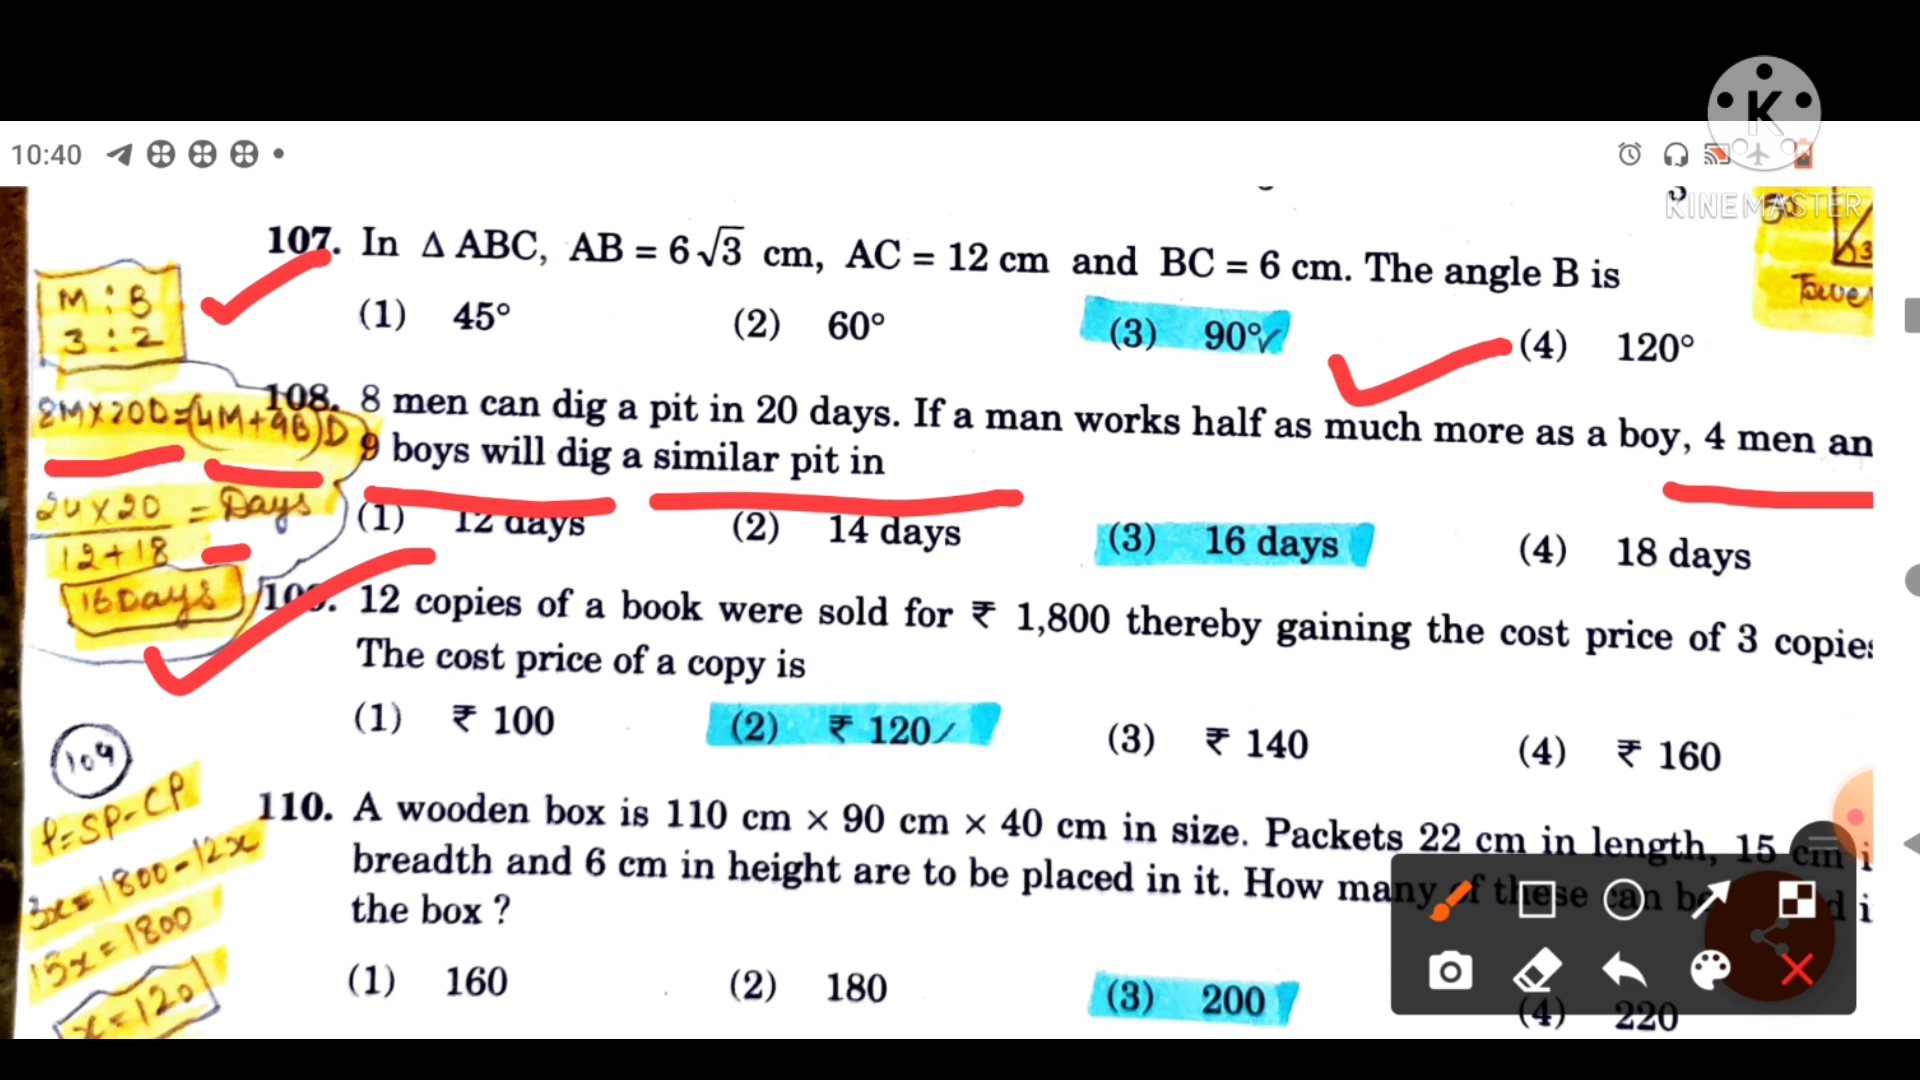 10:40
K
KINEMASTER
107. In Δ ABC, AB = 6√3 cm, AC = 12 cm and BC = 6 cm. The angle B is
(1) 45° (2) 60° (3) 90° (4) 120°
M : B
3 : 2
108. 8 men can dig a pit in 20 days. If a man works half as much more as a boy, 4 men an
9 boys will dig a similar pit in
8M×20D=(4M+9B)D
(1) 12 days (2) 14 days (3) 16 days (4) 18 days
24×20 = Days
12+18
16 Days
109. 12 copies of a book were sold for ₹ 1,800 thereby gaining the cost price of 3 copies
The cost price of a copy is
(1) ₹ 100 (2) ₹ 120 (3) ₹ 140 (4) ₹ 160
109
P=SP-CP
3x=1800-12x
15x=1800
x=120
110. A wooden box is 110 cm × 90 cm × 40 cm in size. Packets 22 cm in length, 15 cm i
breadth and 6 cm in height are to be placed in it. How many of these can be d i
the box ?
(1) 160 (2) 180 (3) 200 (4) 220